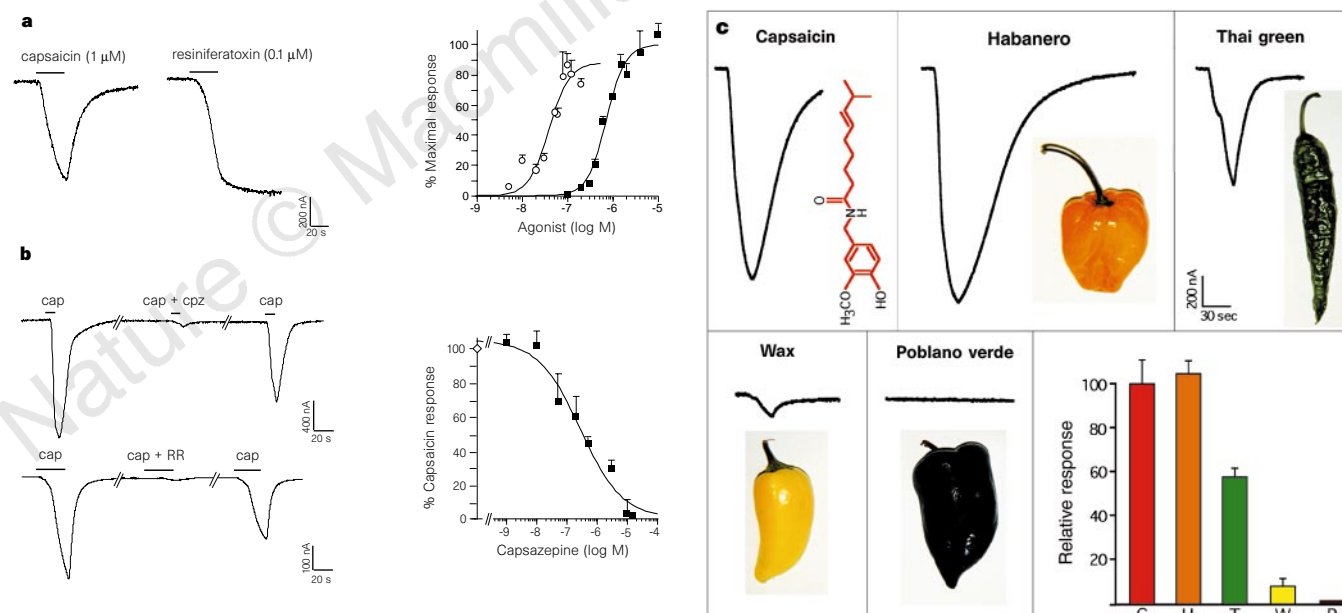 a
capsaicin (1 µM)
resiniferatoxin (0.1 µM)
200 nA
20 s
% Maximal response
100
80
60
40
20
0
-9 -8 -7 -6 -5
Agonist (log M)
b
cap
cap + cpz
cap
400 nA
20 s
cap
cap + RR
cap
100 nA
20 s
% Capsaicin response
100
80
60
40
20
0
-9 -8 -7 -6 -5 -4
Capsazepine (log M)
c
Capsaicin
O
N
H
H3CO
HO
Habanero
Thai green
200 nA
30 sec
Wax
Poblano verde
Relative response
100
80
60
40
20
C H T W
Nature © Macmill